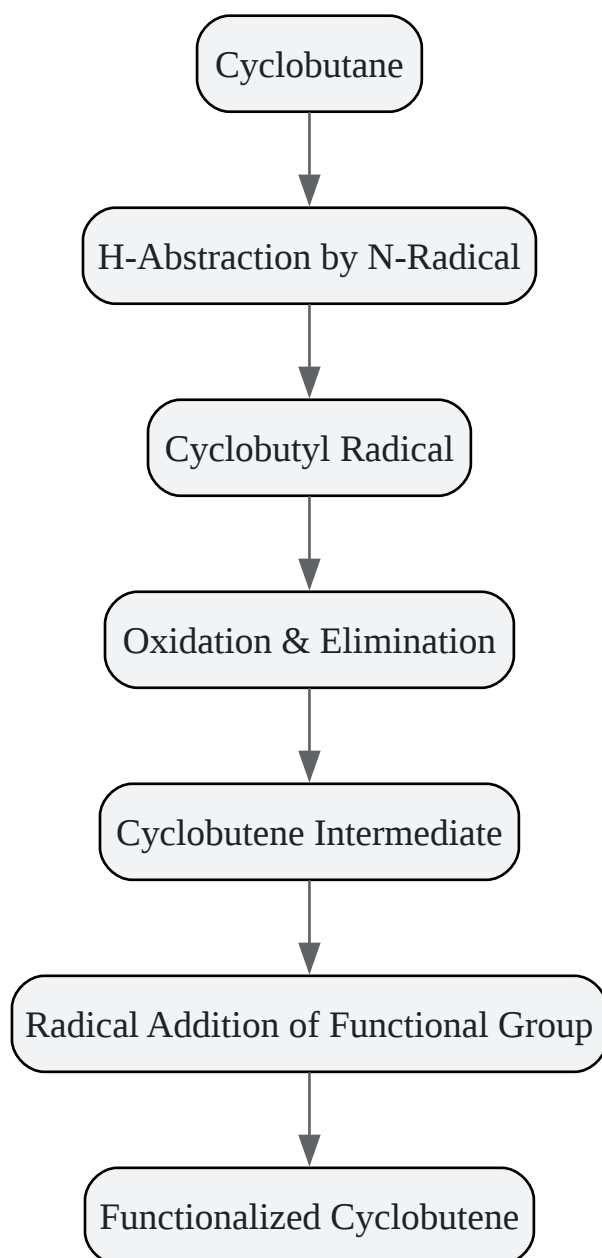 Cyclobutane
H-Abstraction by N-Radical
Cyclobutyl Radical
Oxidation & Elimination
Cyclobutene Intermediate
Radical Addition of Functional Group
Functionalized Cyclobutene